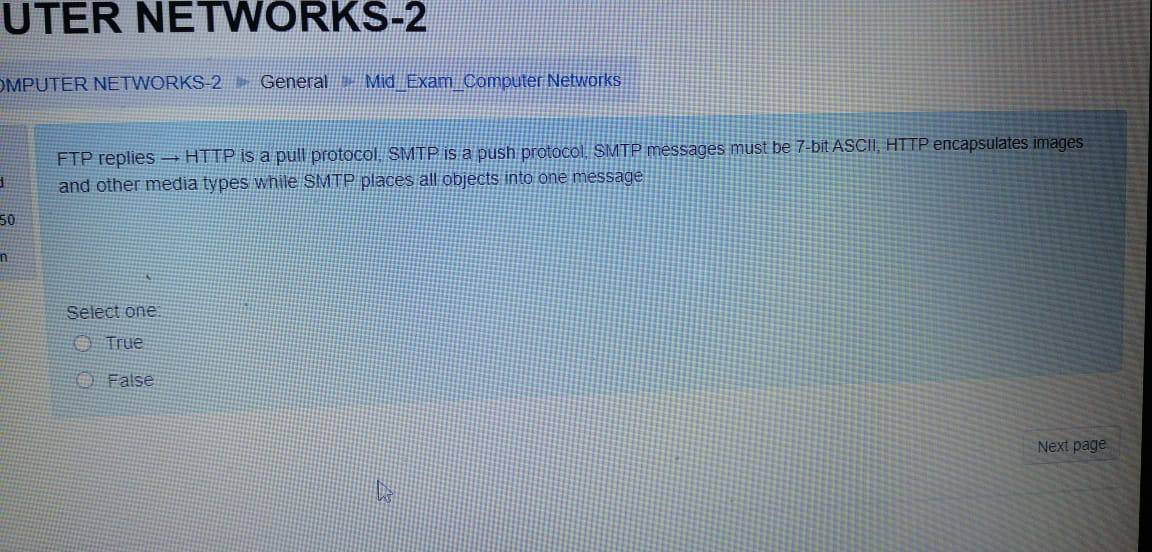 UTER NETWORKS-2
OMPUTER NETWORKS-2 General Mid_Exam_Computer Networks
FTP replies → HTTP is a pull protocol, SMTP is a push protocol, SMTP messages must be 7-bit ASCII, HTTP encapsulates images
and other media types while SMTP places all objects into one message
50
n
Select one:
True
False
Next page